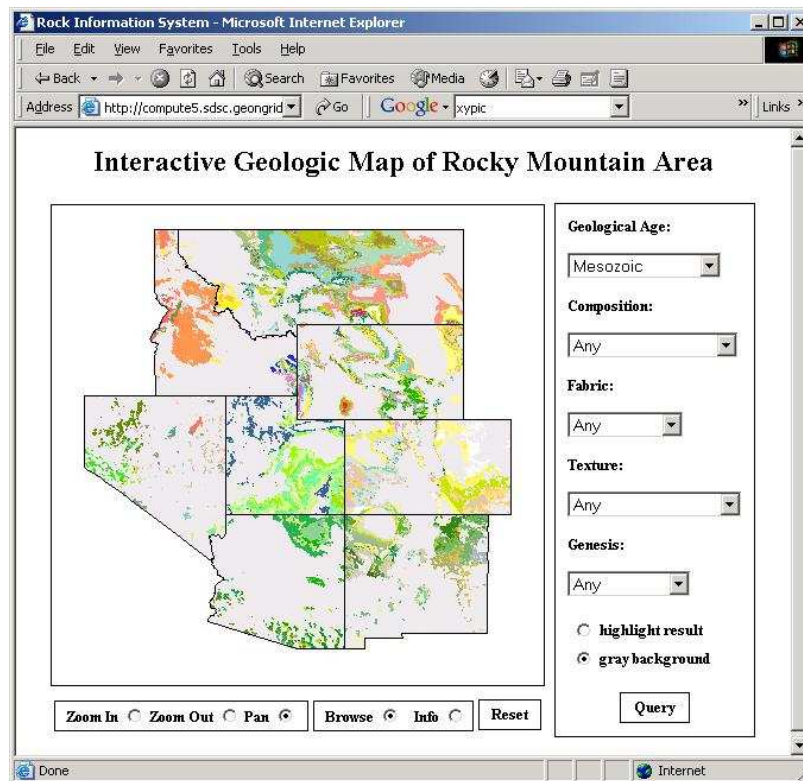 Rock Information System - Microsoft Internet Explorer
File Edit View Favorites Tools Help
Back Search Favorites Media
Address http://compute5.sdsc.geongrid Go Google xypic » Links »
Interactive Geologic Map of Rocky Mountain Area
Geological Age:
Mesozoic
Composition:
Any
Fabric:
Any
Texture:
Any
Genesis:
Any
highlight result
gray background
Query
Zoom In Zoom Out Pan Browse Info Reset
Done Internet